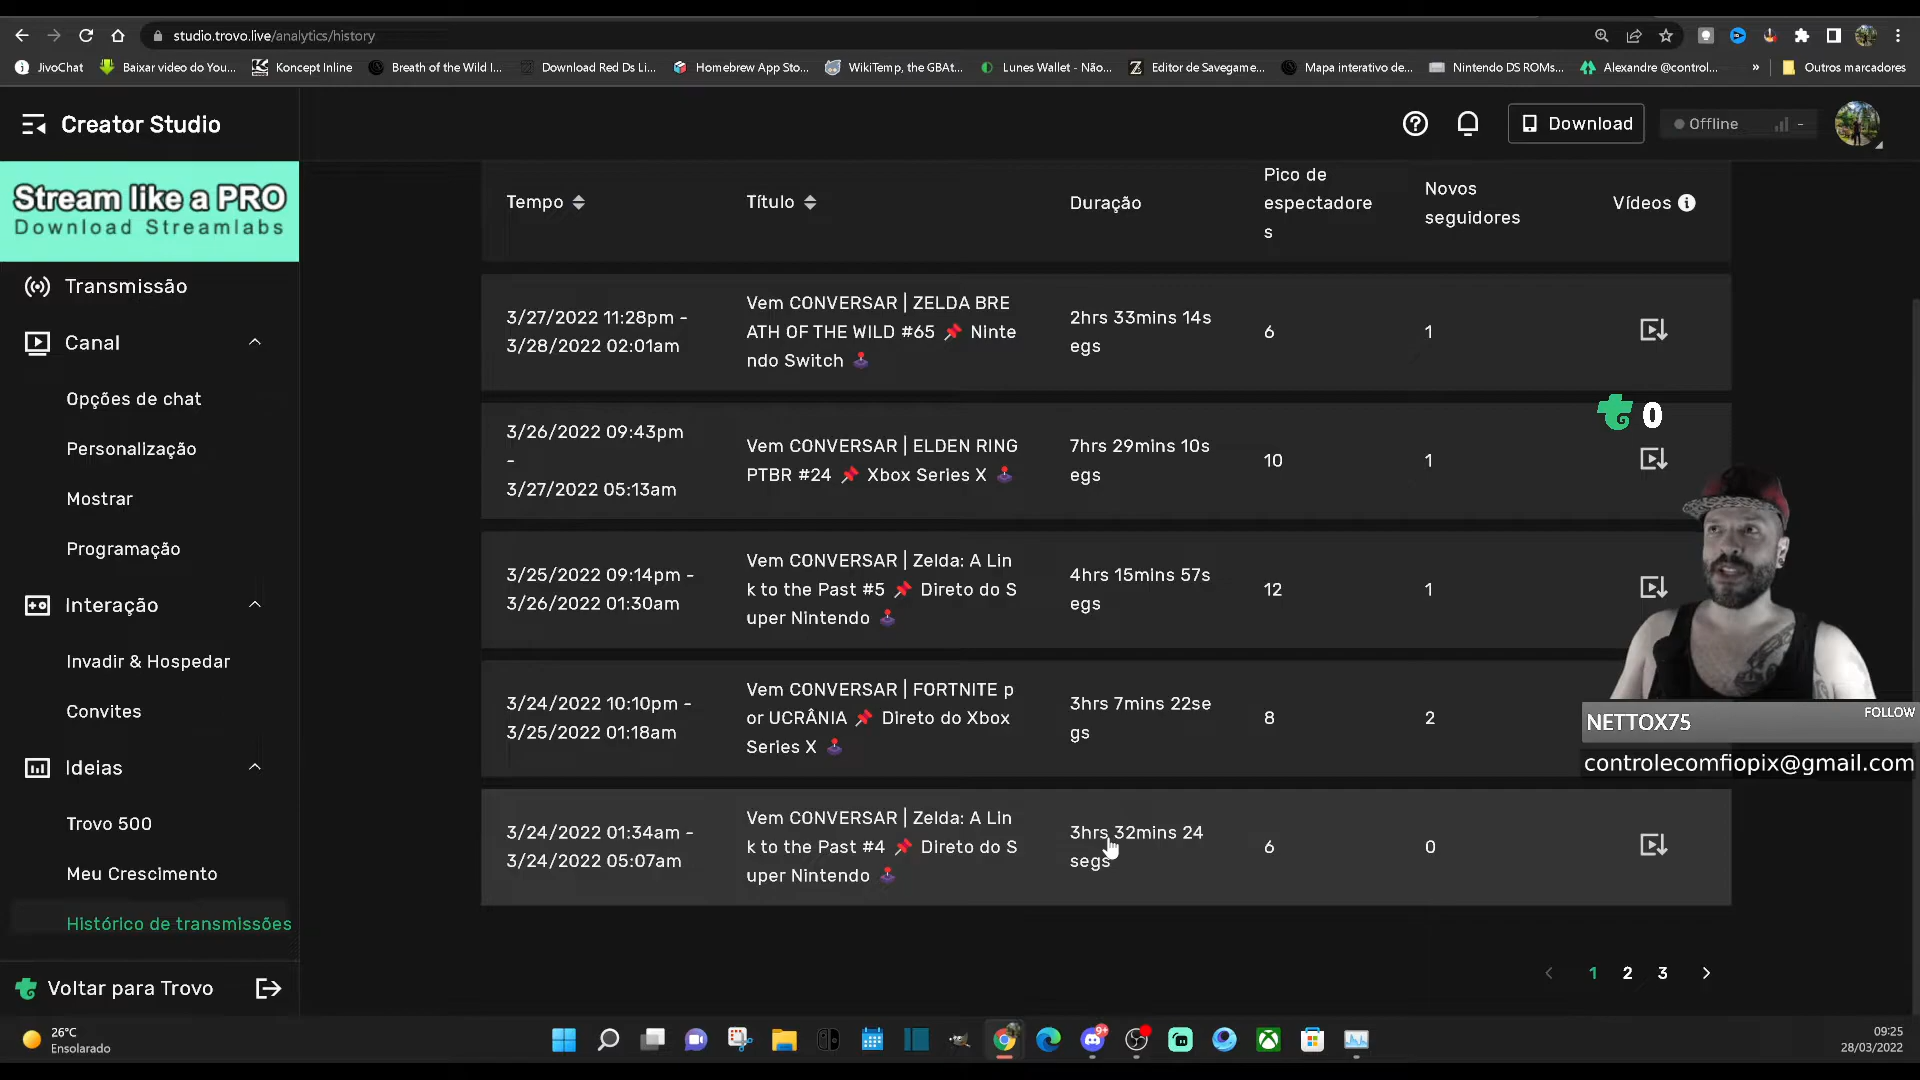 studio.trovo.live/analytics/history
JivoChat
Baixar video do You...
Koncept Inline
Breath of the Wild I...
Download Red Ds Li...
Homebrew App Sto...
WikiTemp, the GBAt...
Lunes Wallet - Não...
Editor de Savegame...
Mapa interativo de...
Nintendo DS ROMs...
Alexandre @control...
»
Outros marcadores
Creator Studio
Download
Offline
-
Stream like a PRO
Download Streamlabs
Transmissão
Canal
Opções de chat
Personalização
Mostrar
Programação
Interação
Invadir & Hospedar
Convites
Ideias
Trovo 500
Meu Crescimento
Histórico de transmissões
Voltar para Trovo
Tempo
Título
Duração
Pico de
espectadore
s
Novos
seguidores
Vídeos
3/27/2022 11:28pm -
3/28/2022 02:01am
Vem CONVERSAR | ZELDA BRE
ATH OF THE WILD #65 📌 Ninte
ndo Switch 🕹️
2hrs 33mins 14s
egs
6
1
3/26/2022 09:43pm
-
3/27/2022 05:13am
Vem CONVERSAR | ELDEN RING
PTBR #24 📌 Xbox Series X 🕹️
7hrs 29mins 10s
egs
10
1
0
3/25/2022 09:14pm -
3/26/2022 01:30am
Vem CONVERSAR | Zelda: A Lin
k to the Past #5 📌 Direto do S
uper Nintendo 🕹️
4hrs 15mins 57s
egs
12
1
3/24/2022 10:10pm -
3/25/2022 01:18am
Vem CONVERSAR | FORTNITE p
or UCRÂNIA 📌 Direto do Xbox
Series X 🕹️
3hrs 7mins 22se
gs
8
2
NETTOX75
FOLLOW
controlecomfiopix@gmail.com
3/24/2022 01:34am -
3/24/2022 05:07am
Vem CONVERSAR | Zelda: A Lin
k to the Past #4 📌 Direto do S
uper Nintendo 🕹️
3hrs 32mins 24
segs
6
0
< 1 2 3 >
26°C
Ensolarado
9+
09:25
28/03/2022